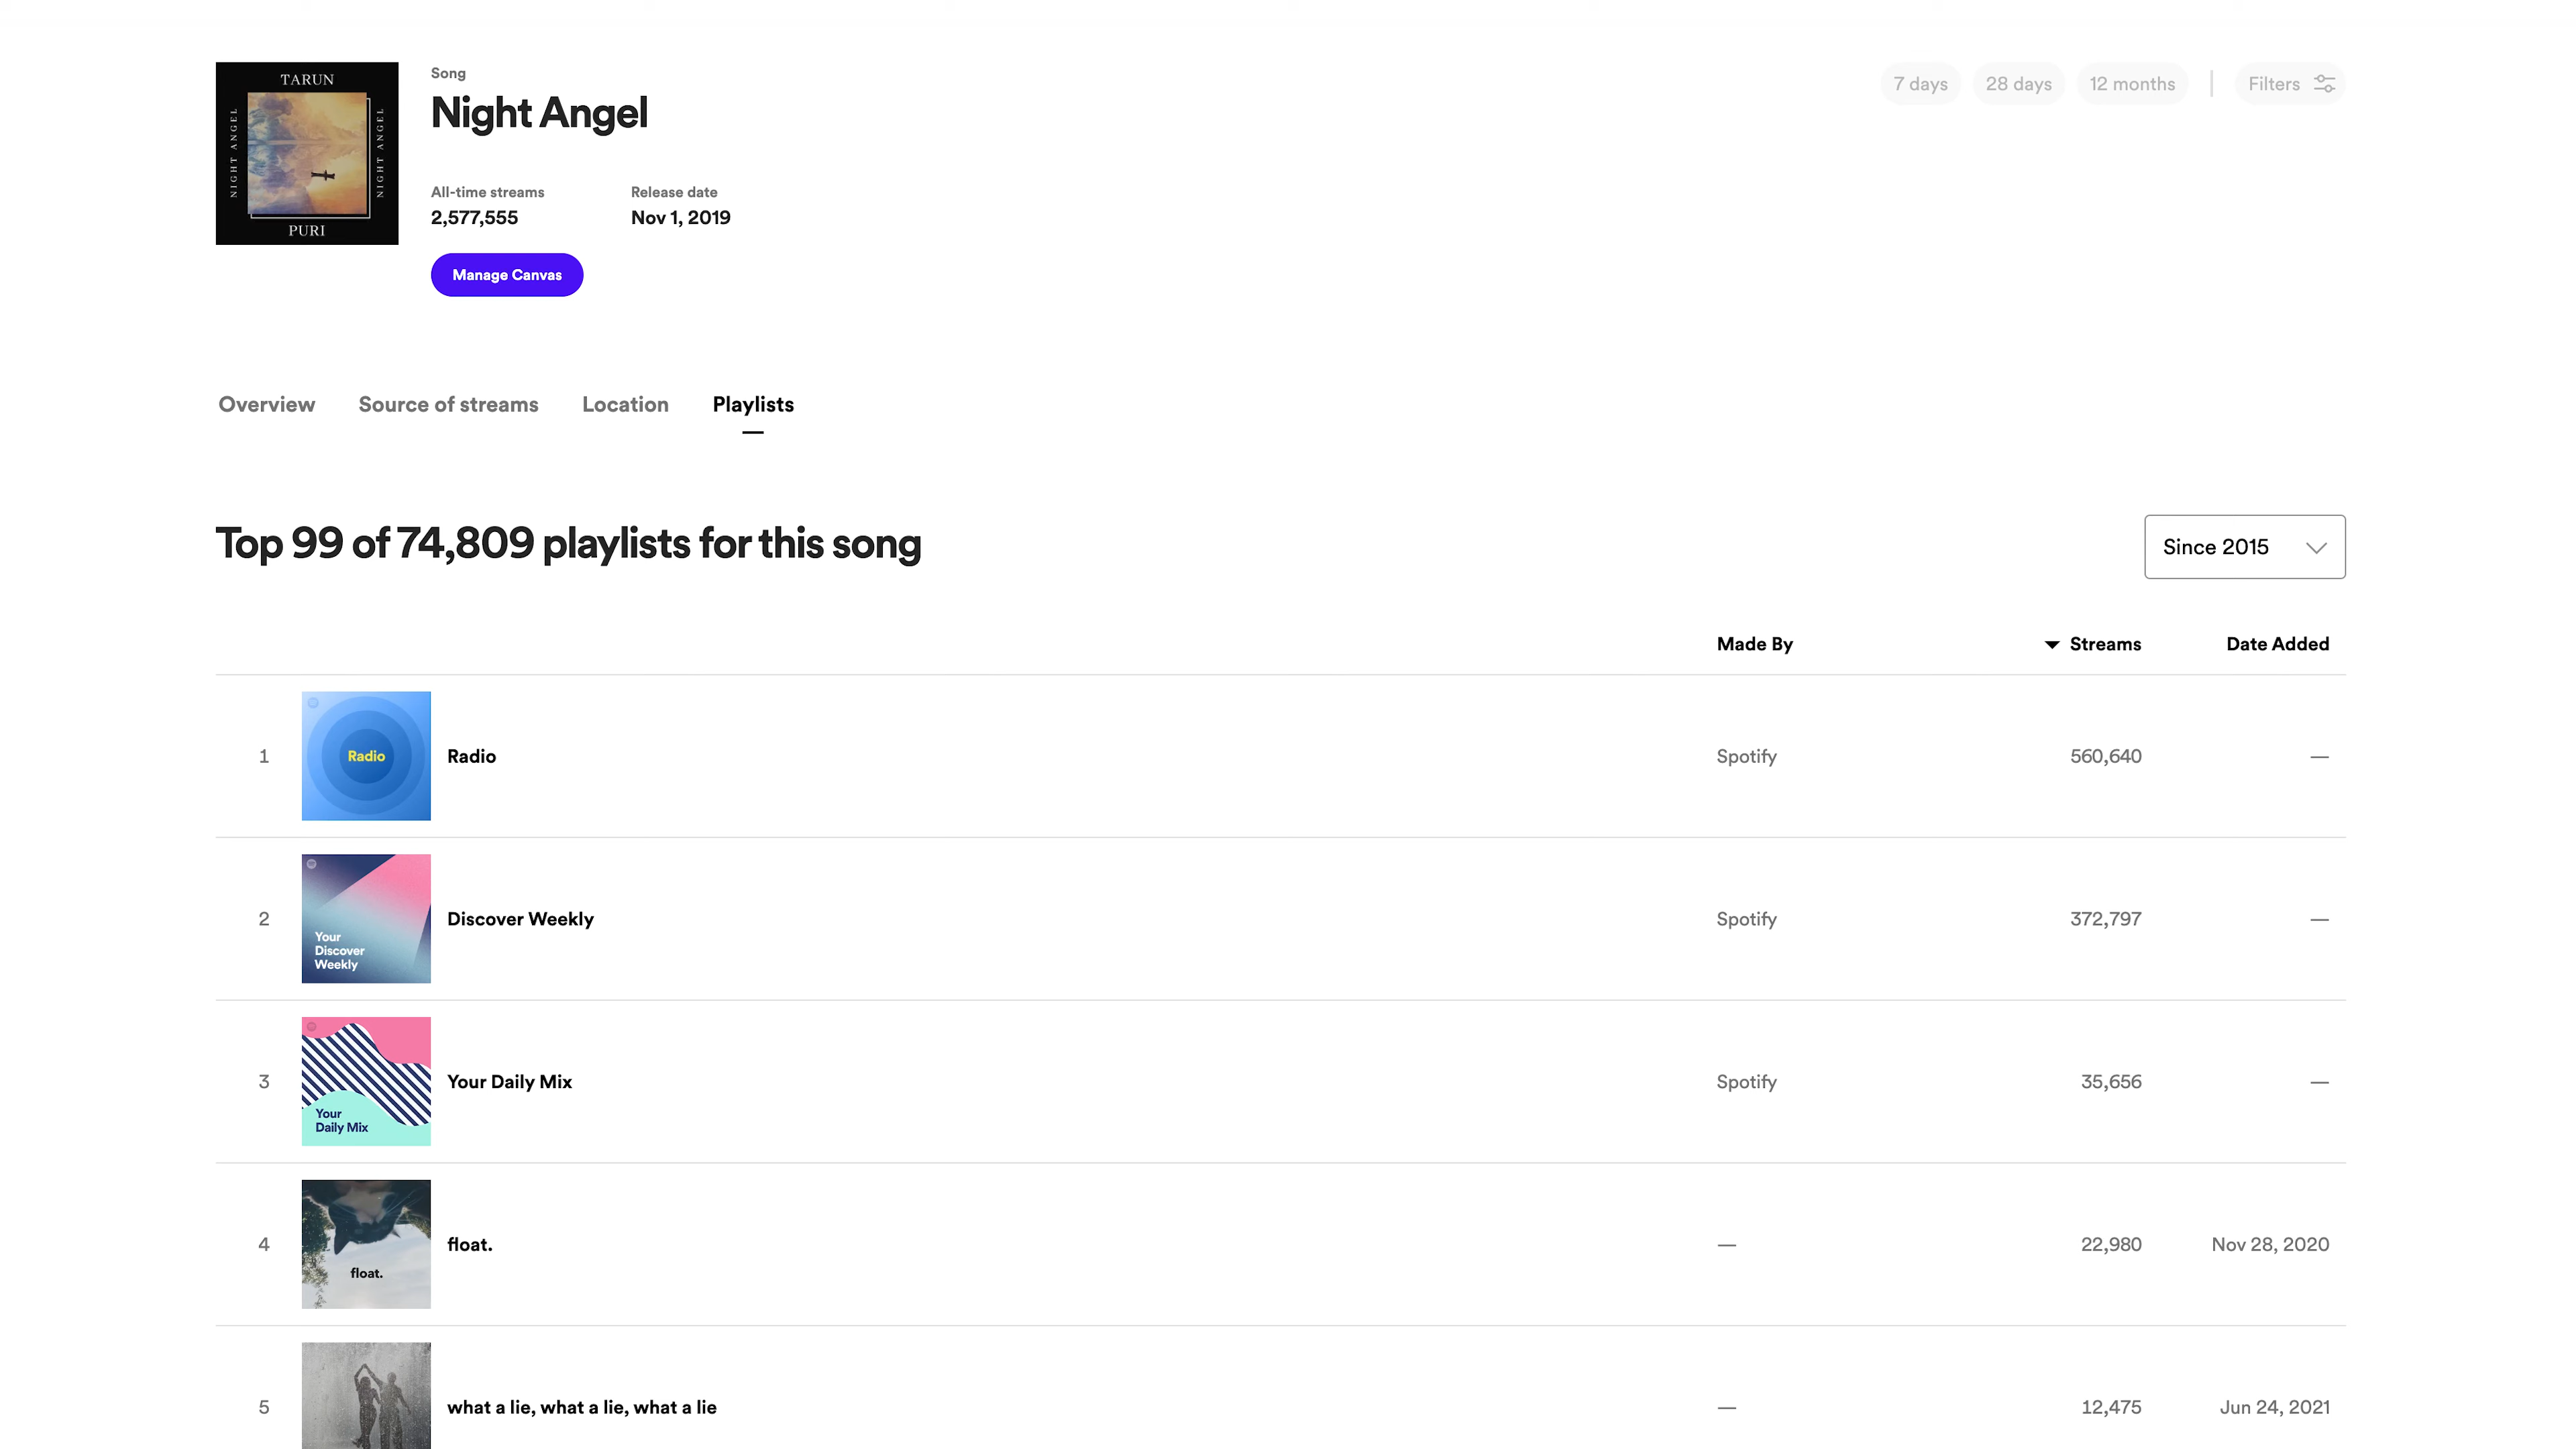 TARUN
NIGHT ANGEL
NIGHT ANGEL
PURI
Song
Night Angel
All-time streams
2,577,555
Release date
Nov 1, 2019
Manage Canvas
7 days
28 days
12 months
Filters
Overview
Source of streams
Location
Playlists
Top 99 of 74,809 playlists for this song
Since 2015
Made By
Streams
Date Added
1
Radio
Radio
Spotify
560,640
—
2
Your
Discover
Weekly
Discover Weekly
Spotify
372,797
—
3
Your
Daily Mix
Your Daily Mix
Spotify
35,656
—
4
float.
float.
—
22,980
Nov 28, 2020
5
what a lie, what a lie, what a lie
—
12,475
Jun 24, 2021